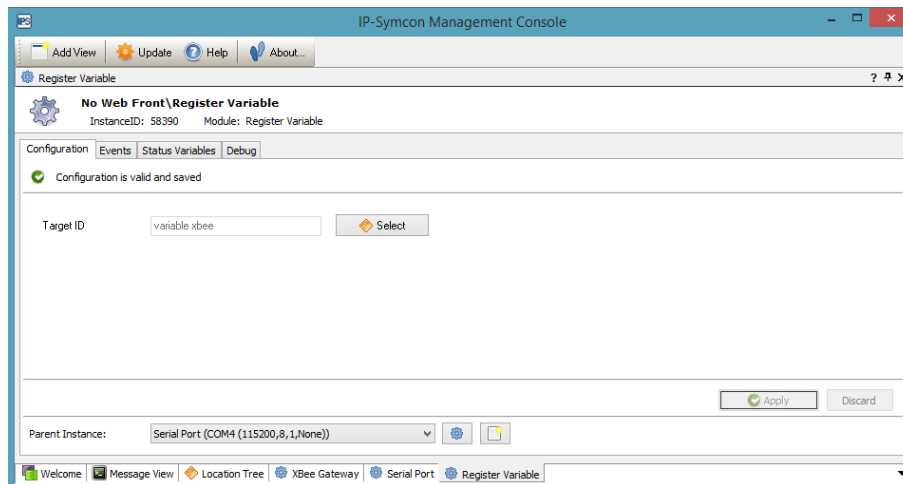 IPS
IP-Symcon Management Console
Add View Update Help About...
Register Variable
No Web Front\Register Variable
InstanceID: 58390 Module: Register Variable
Configuration Events Status Variables Debug
Configuration is valid and saved
Target ID variable xbee Select
Apply Discard
Parent Instance: Serial Port (COM4 (115200,8,1,None))
Welcome Message View Location Tree XBee Gateway Serial Port Register Variable